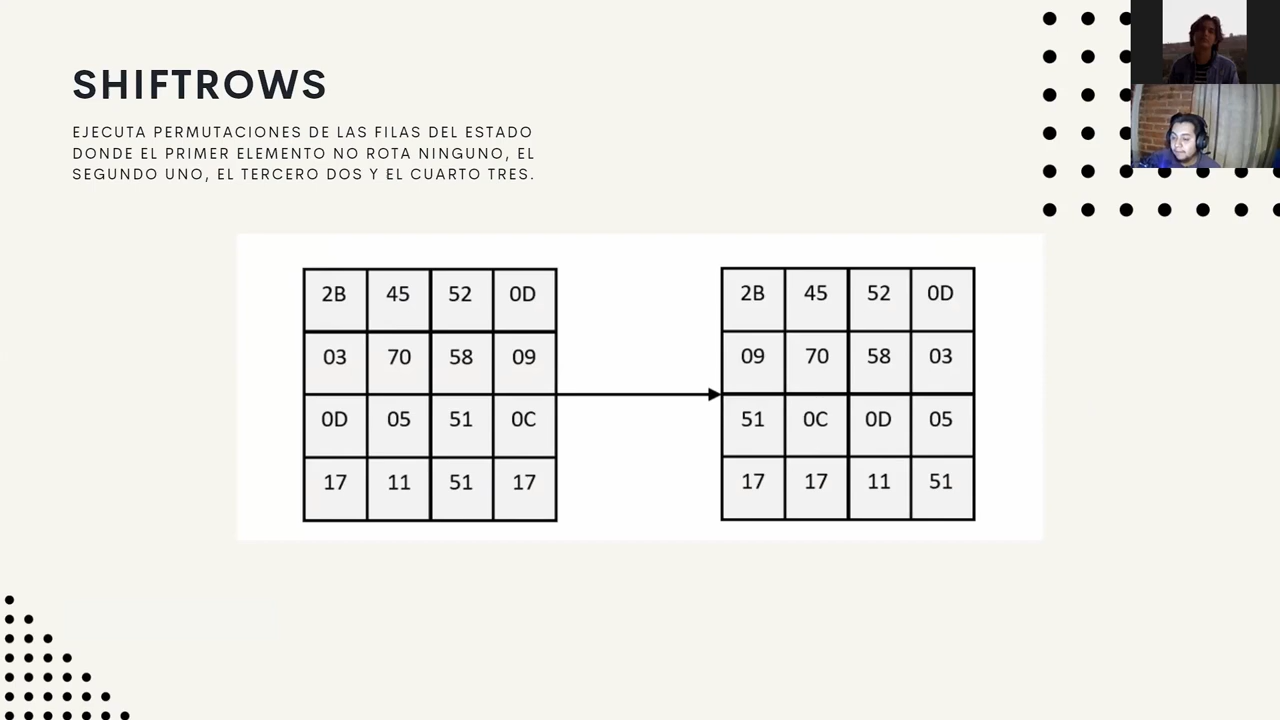 SHIFTROWS
EJECUTA PERMUTACIONES DE LAS FILAS DEL ESTADO
DONDE EL PRIMER ELEMENTO NO ROTA NINGUNO, EL
SEGUNDO UNO, EL TERCERO DOS Y EL CUARTO TRES.
2B 45 52 0D
03 70 58 09
0D 05 51 0C
17 11 51 17
2B 45 52 0D
09 70 58 03
51 0C 0D 05
17 17 11 51